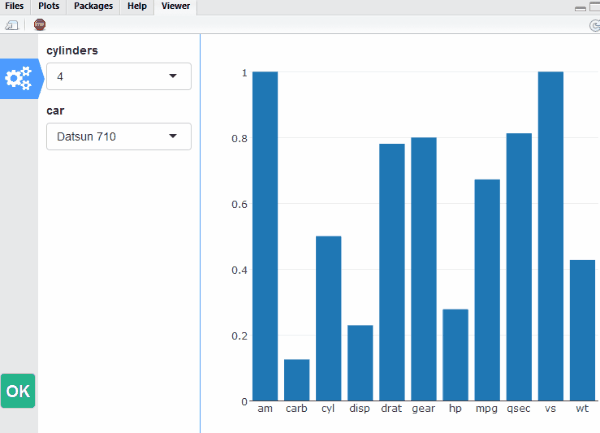 Files Plots Packages Help Viewer
cylinders
4
car
Datsun 710
OK
1
0.8
0.6
0.4
0.2
0
am carb cyl disp drat gear hp mpg qsec vs wt